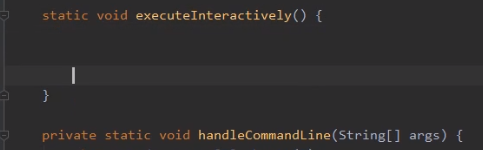 static void executeInteractively() {
}
private static void handleCommandLine(String[] args) {